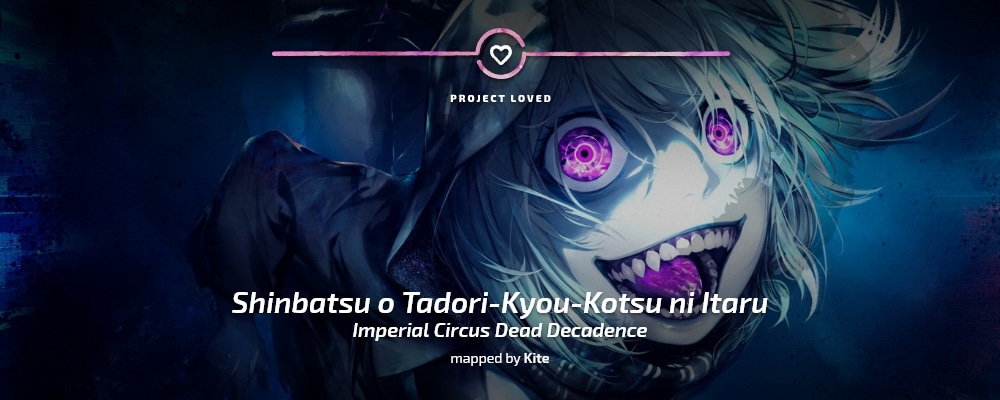 PROJECT LOVED
Shinbatsu o Tadori-Kyou-Kotsu ni Itaru
Imperial Circus Dead Decadence
mapped by Kite